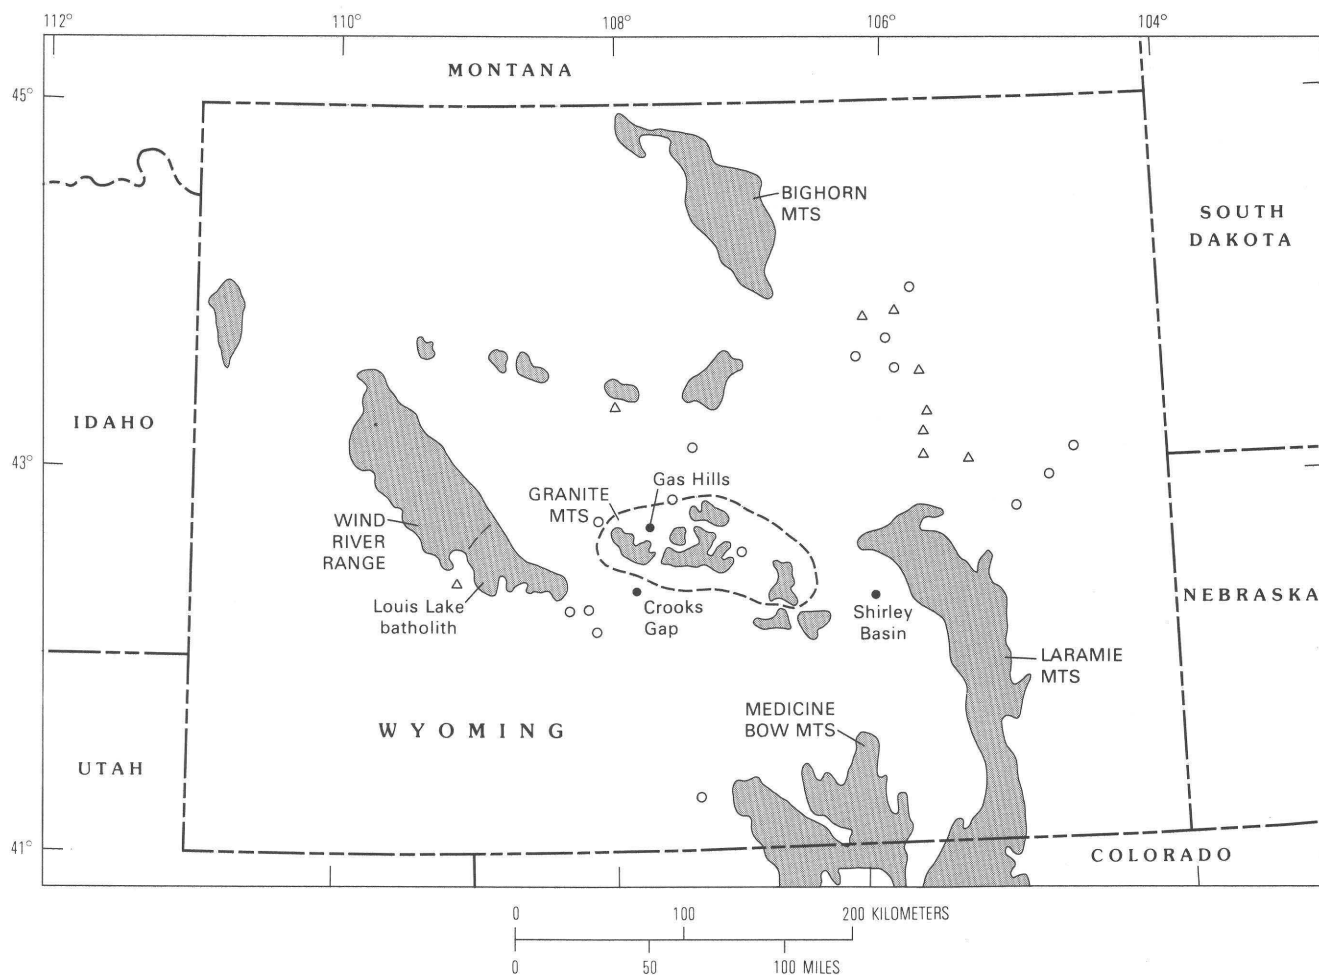 112°
110°
108°
106°
104°
MONTANA
45°
BIGHORN
MTS
SOUTH
DAKOTA
IDAHO
43°
Gas Hills
GRANITE
MTS
WIND
RIVER
RANGE
Louis Lake
batholith
Crooks
Gap
Shirley
Basin
NEBRASKA
LARAMIE
MTS
MEDICINE
BOW MTS
WYOMING
UTAH
41°
COLORADO
0 100 200 KILOMETERS
0 50 100 MILES